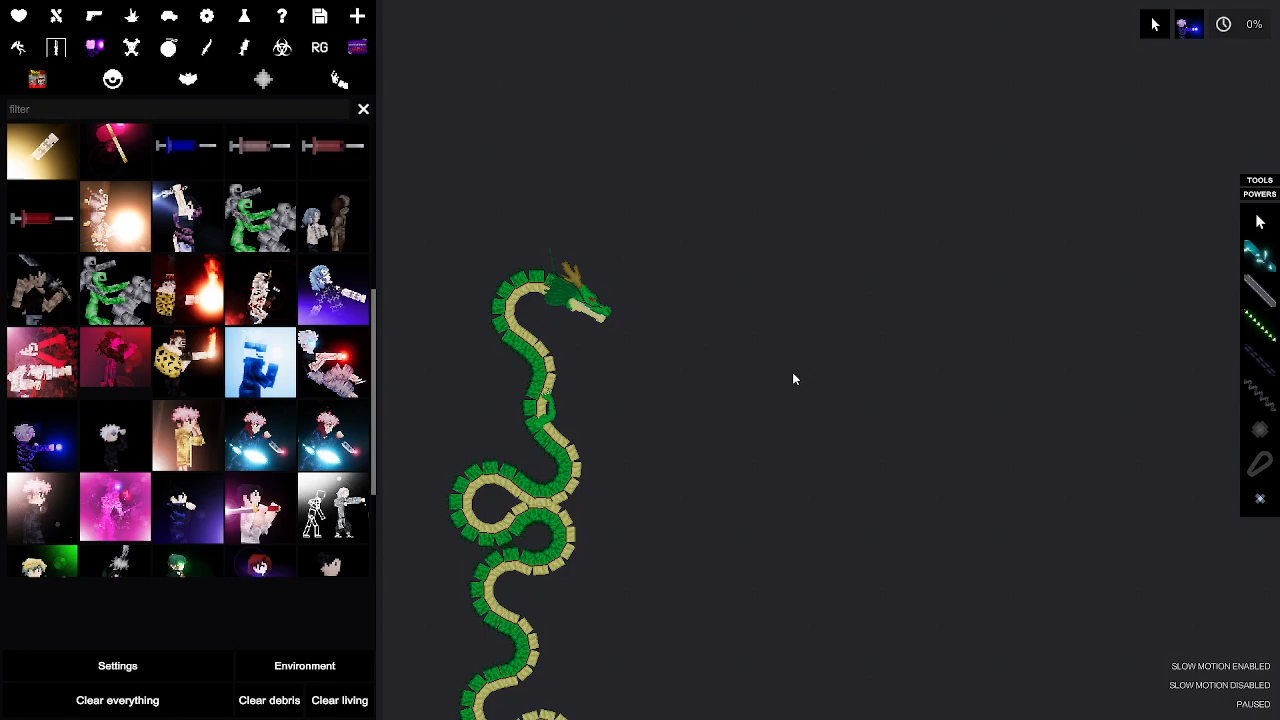 RG
0%
filter
TOOLS
POWERS
Settings
Environment
SLOW MOTION ENABLED
SLOW MOTION DISABLED
PAUSED
Clear everything
Clear debris
Clear living